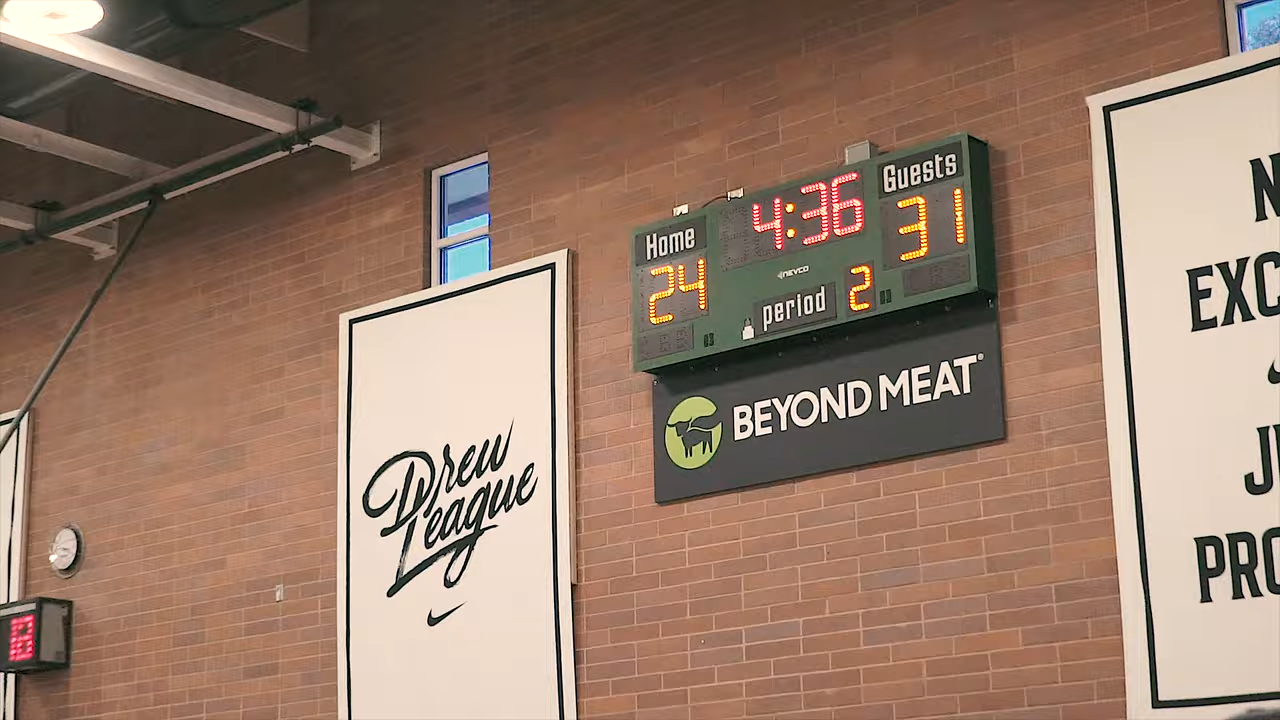 Home
24
4:36
Guests
31
NEVCO
period
2
BEYOND MEAT®
Drew
League
EXC
PRO